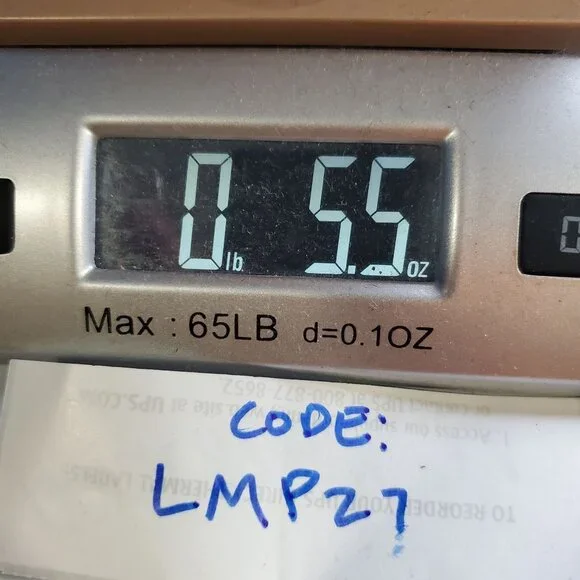 0 lb 5.5 oz
Max : 65LB d=0.1OZ
CODE:
LMP27